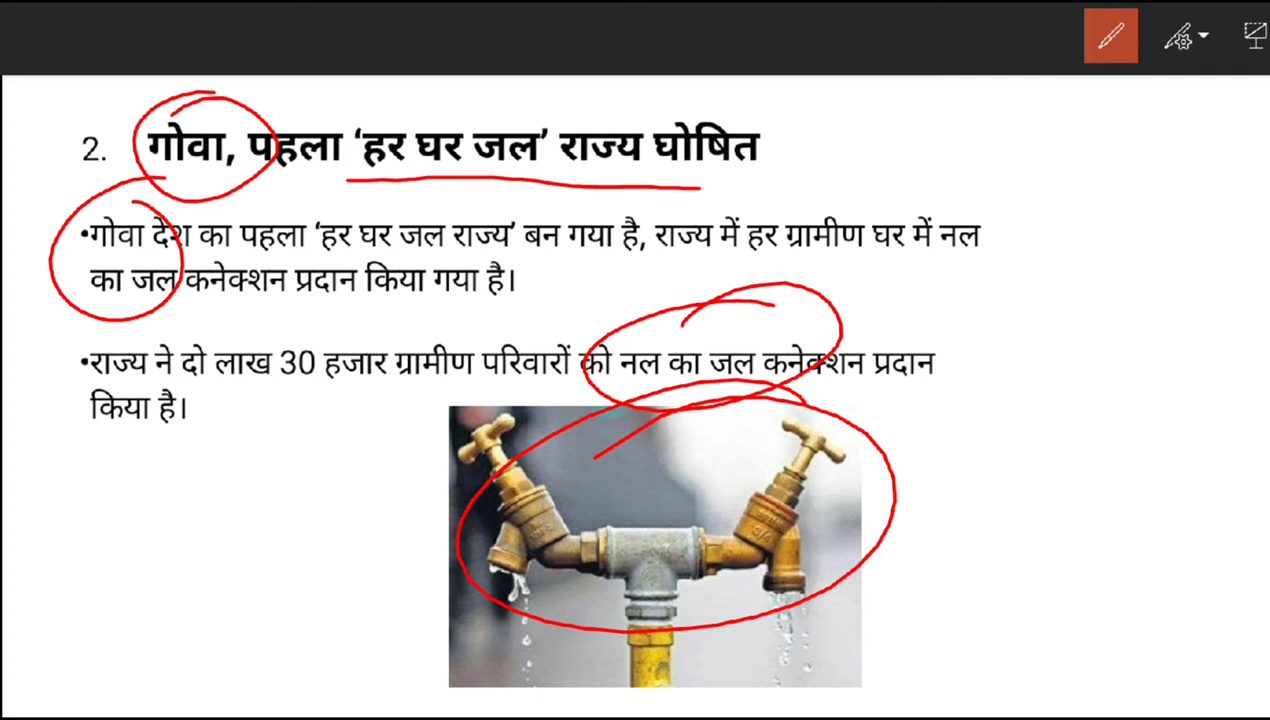 2. गोवा, पहला ‘हर घर जल’ राज्य घोषित
•गोवा देश का पहला ‘हर घर जल राज्य’ बन गया है, राज्य में हर ग्रामीण घर में नल
का जल कनेक्शन प्रदान किया गया है।
•राज्य ने दो लाख 30 हजार ग्रामीण परिवारों को नल का जल कनेक्शन प्रदान
किया है।